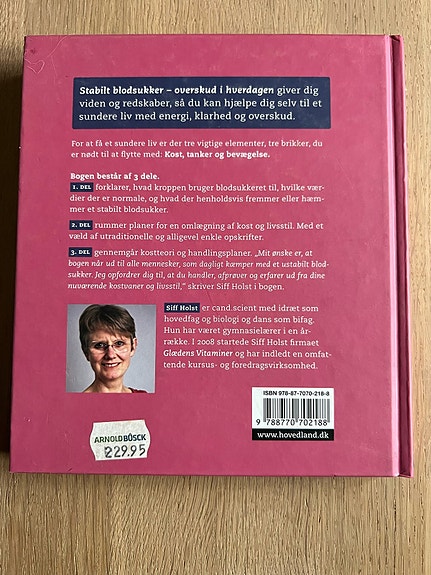 Stabilt blodsukker – overskud i hverdagen giver dig
viden og redskaber, så du kan hjælpe dig selv til et
sundere liv med energi, klarhed og overskud.
For at få et sundere liv er der tre vigtige elementer, tre brikker, du
er nødt til at flytte med: Kost, tanker og bevægelse.
Bogen består af 3 dele.
1. DEL forklarer, hvad kroppen bruger blodsukkeret til, hvilke vær-
dier der er normale, og hvad der henholdsvis fremmer eller hæm-
mer et stabilt blodsukker.
2. DEL rummer planer for en omlægning af kost og livsstil. Med et
væld af utraditionelle og alligevel enkle opskrifter.
3. DEL gennemgår kostteori og handlingsplaner. „Mit ønske er, at
bogen når ud til alle mennesker, som dagligt kæmper med et ustabilt blod-
sukker. Jeg opfordrer dig til, at du handler, afprøver og erfarer ud fra dine
nuværende kostvaner og livsstil,“ skriver Siff Holst i bogen.
Siff Holst er cand.scient med idræt som
hovedfag og biologi og dans som bifag.
Hun har været gymnasielærer i en år-
række. I 2008 startede Siff Holst firmaet
Glædens Vitaminer og har indledt en omfat-
tende kursus- og foredragsvirksomhed.
ISBN 978-87-7070-218-8
9 788770 702188
www.hovedland.dk
ARNOLD BUSCK
229.95